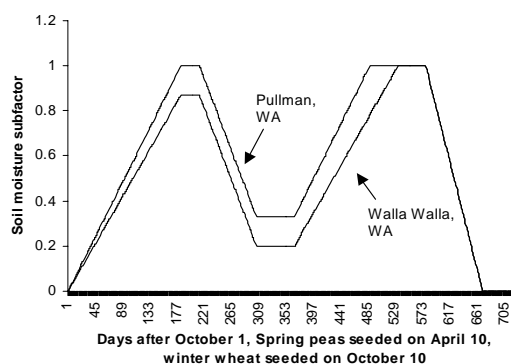 Soil moisture subfactor
1.2
1
0.8
0.6
0.4
0.2
0
Pullman,
WA
Walla Walla,
WA
1 45 89 133 177 221 265 309 353 397 441 485 529 573 617 661 705
Days after October 1, Spring peas seeded on April 10,
winter wheat seeded on October 10